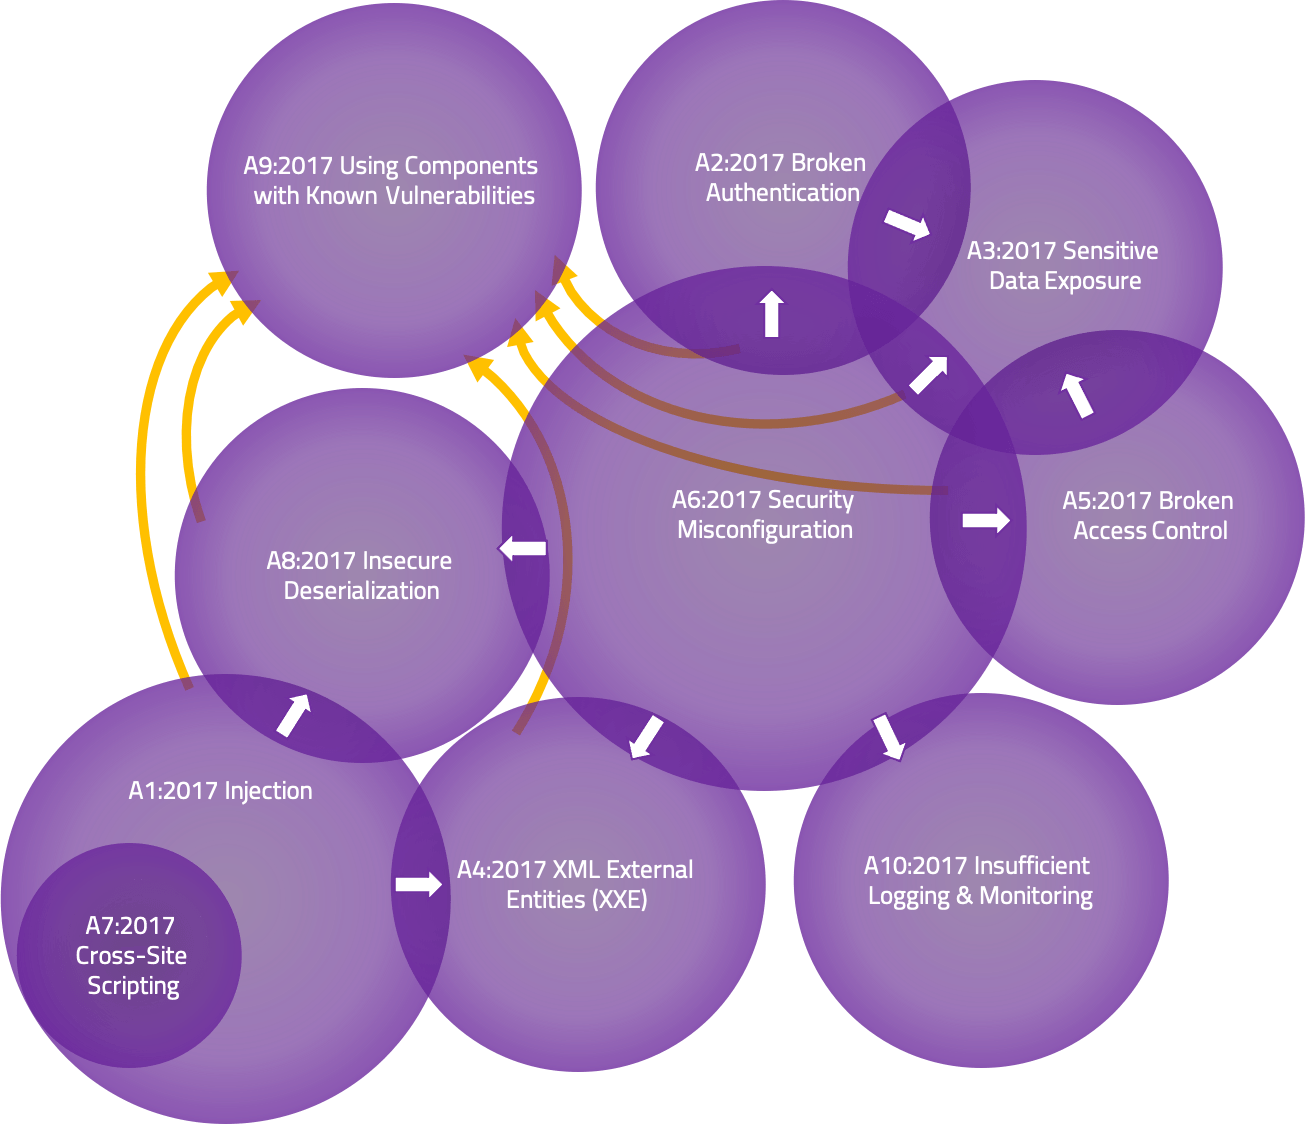 A9:2017 Using Components
with Known Vulnerabilities
A2:2017 Broken
Authentication
A3:2017 Sensitive
Data Exposure
A6:2017 Security
Misconfiguration
A5:2017 Broken
Access Control
A8:2017 Insecure
Deserialization
A1:2017 Injection
A4:2017 XML External
Entities (XXE)
A10:2017 Insufficient
Logging & Monitoring
A7:2017
Cross-Site
Scripting